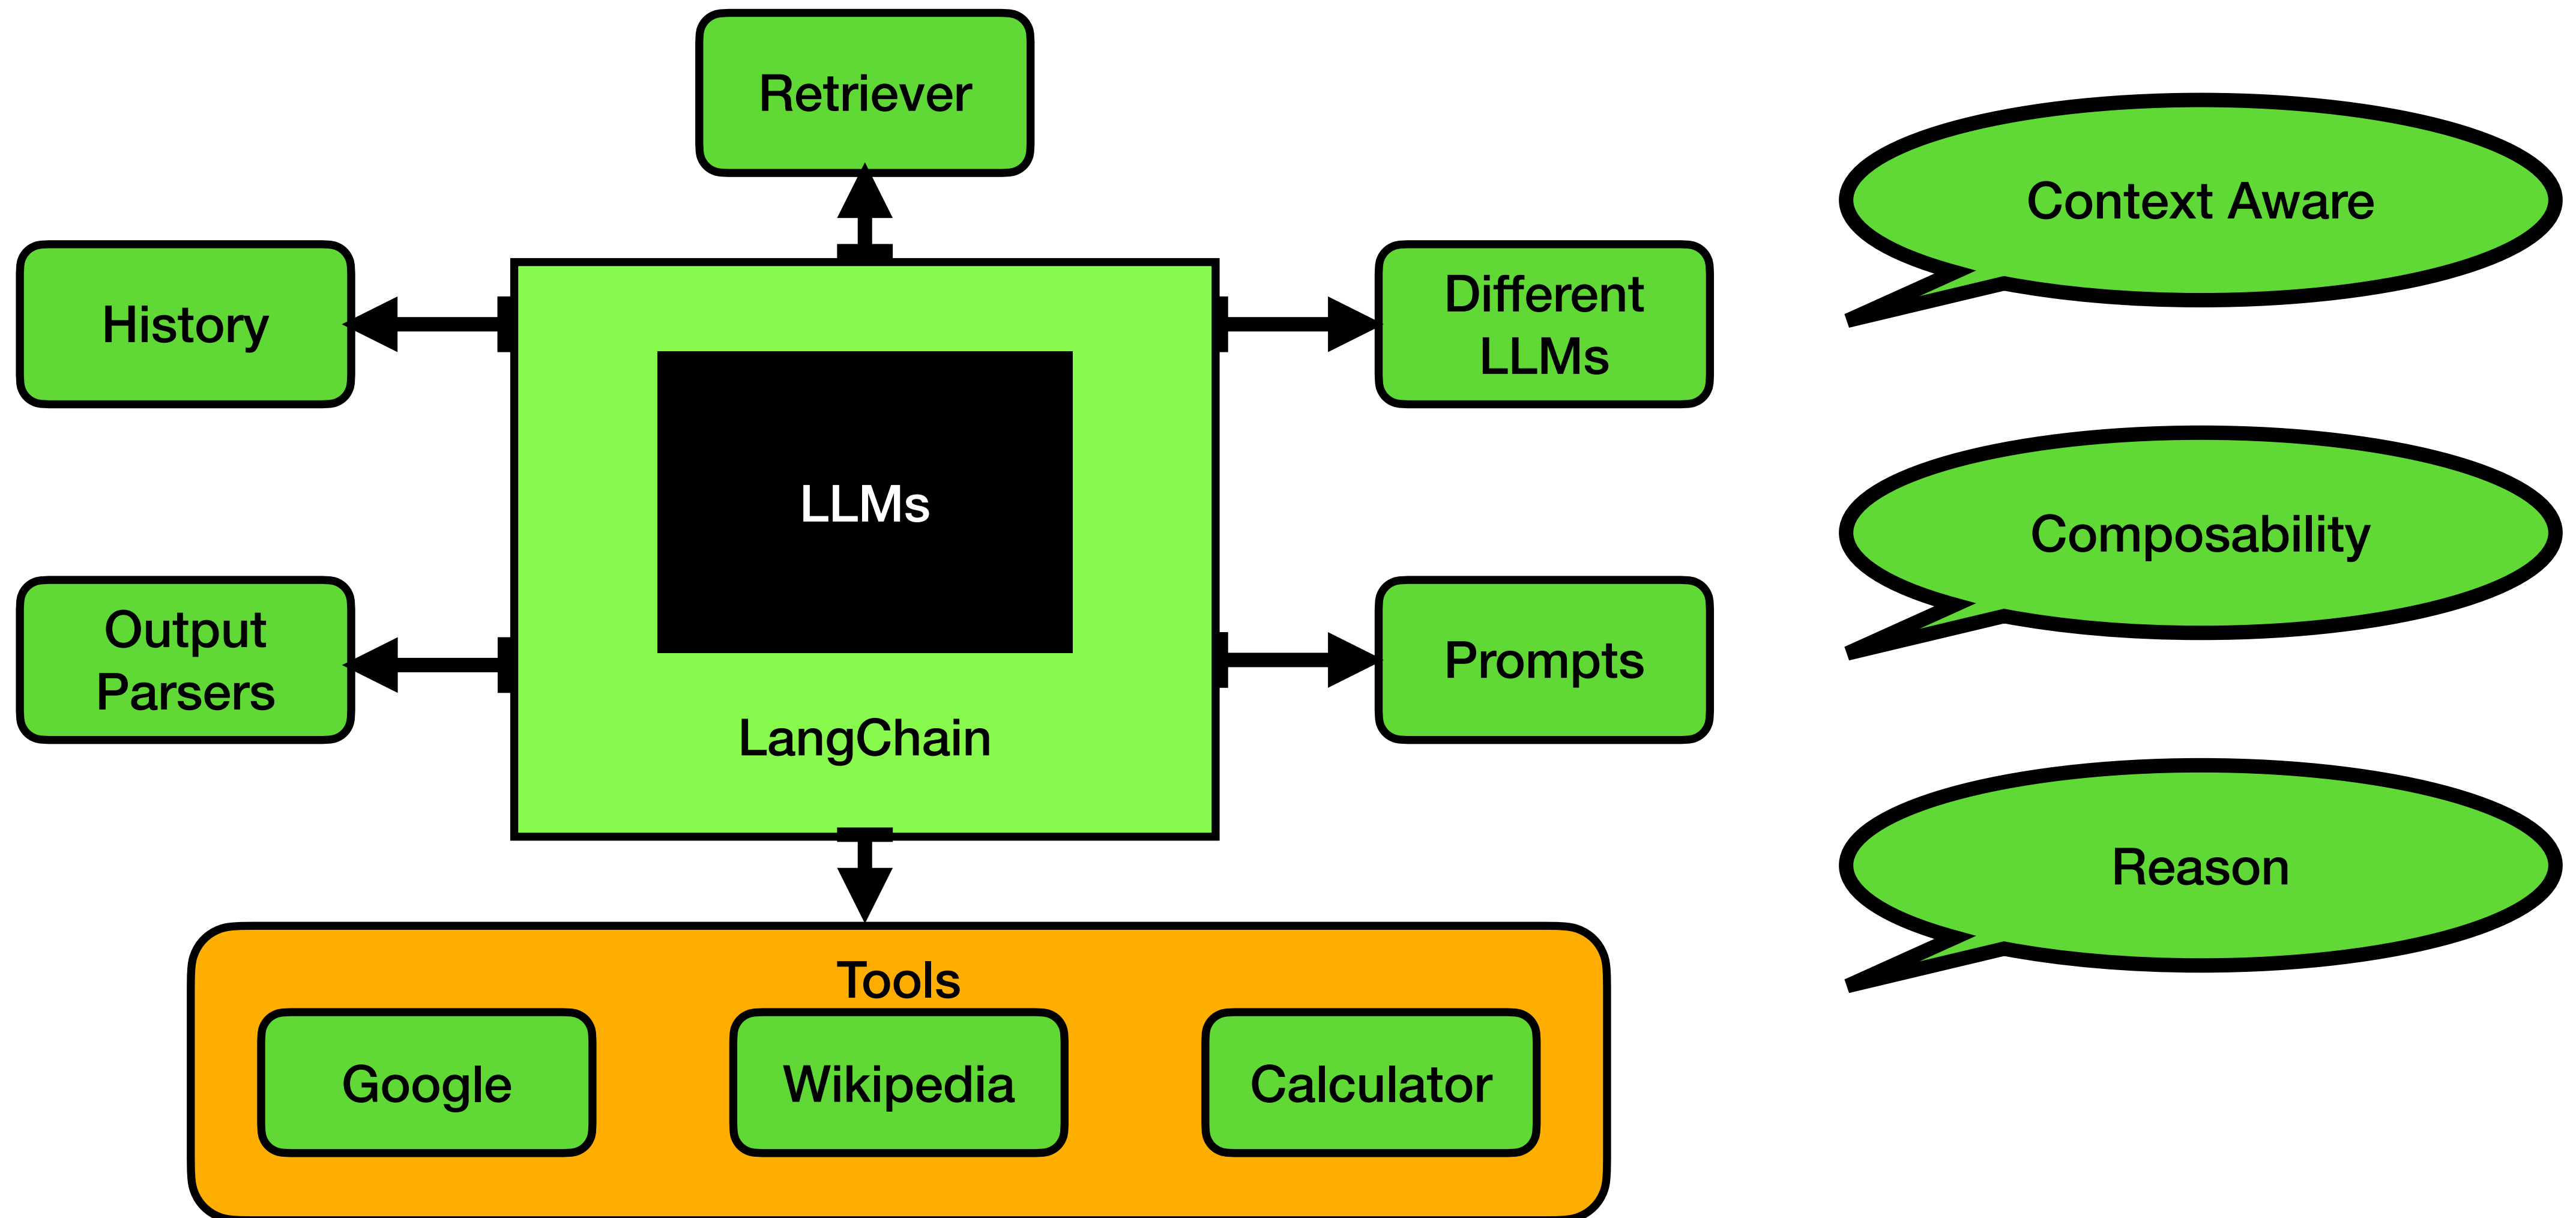 Retriever
Context Aware
History
Different
LLMs
LLMs
Composability
Output
Parsers
Prompts
LangChain
Reason
Tools
Google
Wikipedia
Calculator